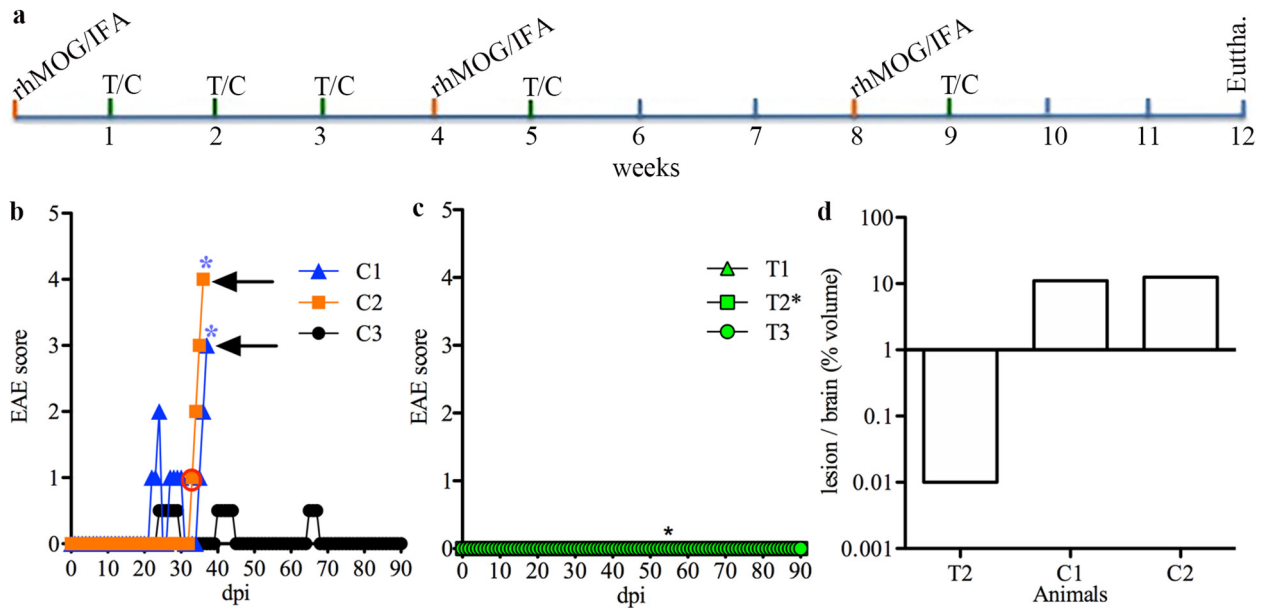 a
rhMOG/IFA T/C T/C T/C rhMOG/IFA T/C rhMOG/IFA T/C Euttha.
1 2 3 4 5 6 7 8 9 10 11 12
weeks
b
EAE score
5
4
3
2
1
0
* 
*
C1
C2
C3
0 10 20 30 40 50 60 70 80 90
dpi
c
EAE score
5
4
3
2
1
0
T1
T2*
T3
*
0 10 20 30 40 50 60 70 80 90
dpi
d
lesion / brain (% volume)
100
10
1
0.1
0.01
0.001
T2 C1 C2
Animals